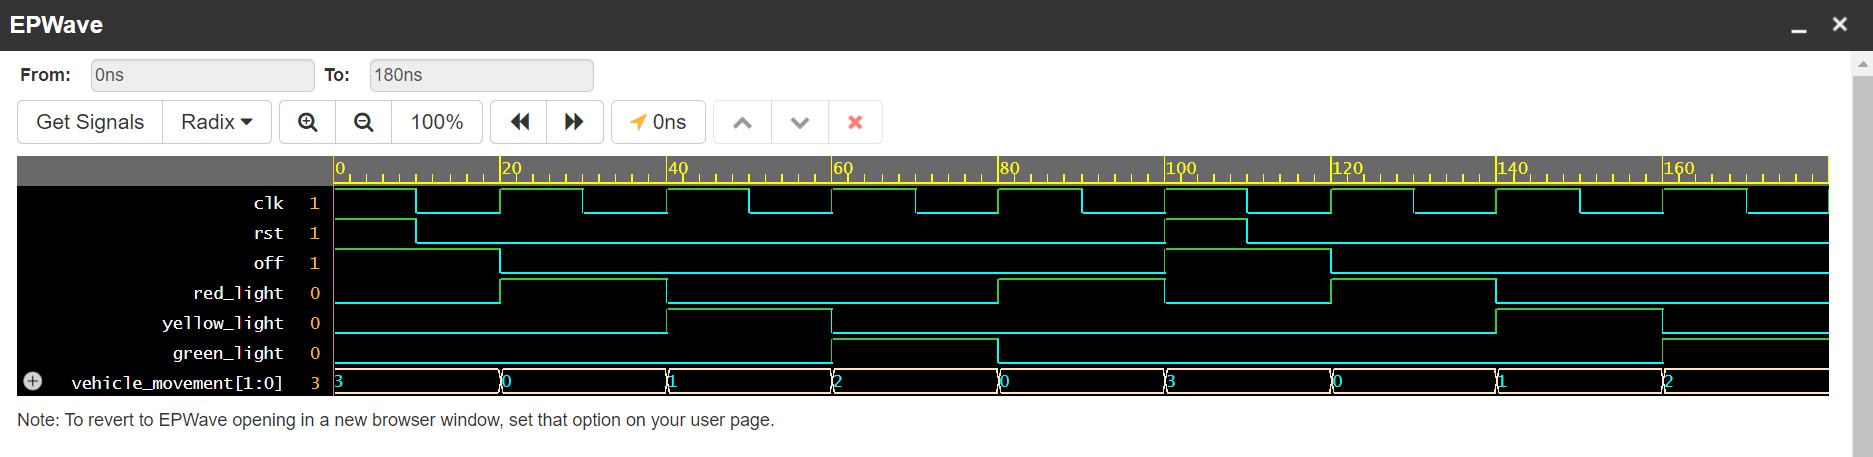 EPWave
From: 0ns To: 180ns
Get Signals Radix 100% 0ns
0 20 40 60 80 100 120 140 160
clk 1
rst 1
off 1
red_light 0
yellow_light 0
green_light 0
vehicle_movement[1:0] 3 3 0 1 2 0 3 0 1 2
Note: To revert to EPWave opening in a new browser window, set that option on your user page.